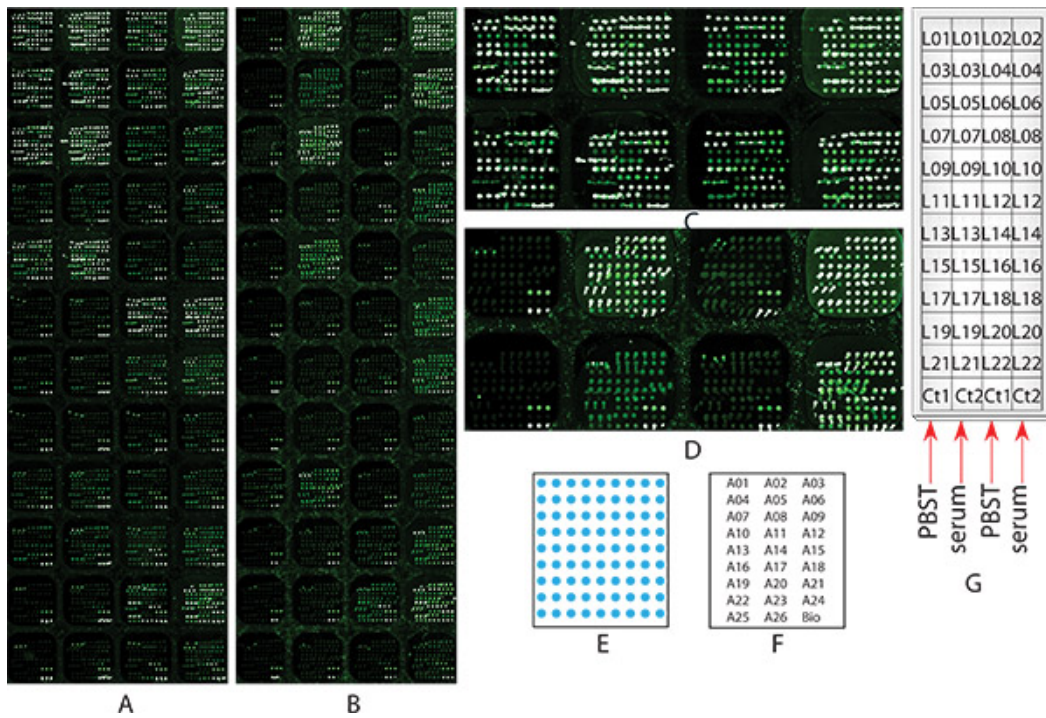 A
B
C
D
E
A01 A02 A03
A04 A05 A06
A07 A08 A09
A10 A11 A12
A13 A14 A15
A16 A17 A18
A19 A20 A21
A22 A23 A24
A25 A26 Bio
F
L01 L01 L02 L02
L03 L03 L04 L04
L05 L05 L06 L06
L07 L07 L08 L08
L09 L09 L10 L10
L11 L11 L12 L12
L13 L13 L14 L14
L15 L15 L16 L16
L17 L17 L18 L18
L19 L19 L20 L20
L21 L21 L22 L22
Ct1 Ct2 Ct1 Ct2
PBST
serum
PBST
serum
G